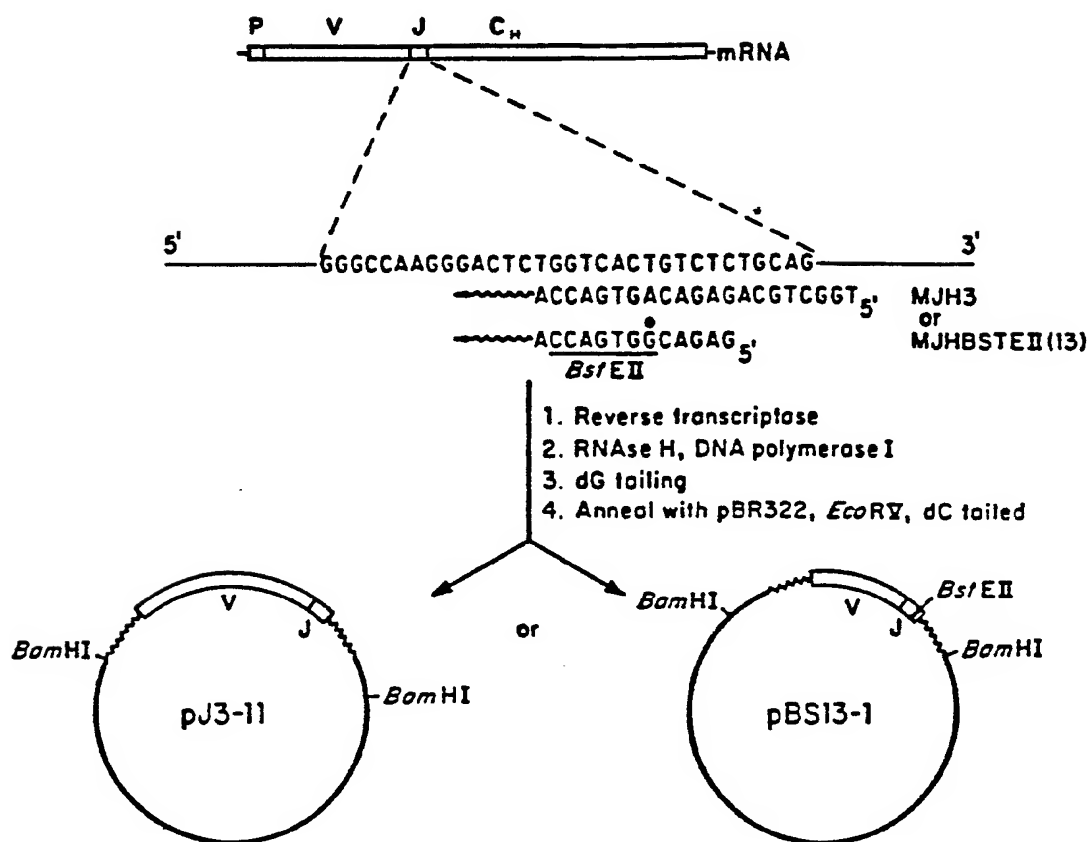 P V J CH
mRNA
5' 3'
GGGCCAAGGGACTCTGGTCACTGTCTCTGCAG
ACCAGTGACAGAGACGTCGGT5' MJH3
or
ACCAGTGGCAGAG5' MJHBSTEII(13)
BstEII
1. Reverse transcriptase
2. RNAse H, DNA polymerase I
3. dG tailing
4. Anneal with pBR322, EcoRV, dC tailed
V J
BamHI
BamHI
pJ3-11
or
BamHI
V J
BstEII
BamHI
pBS13-1